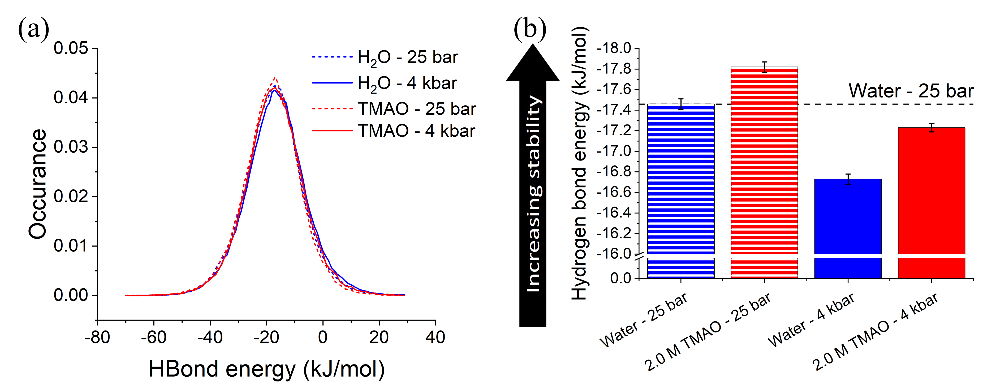 (a)
0.05
0.04
0.03
0.02
0.01
0.00
Occurance
-80 -60 -40 -20 0 20 40
HBond energy (kJ/mol)
H₂O - 25 bar
H₂O - 4 kbar
TMAO - 25 bar
TMAO - 4 kbar
(b)
Increasing stability
Hydrogen bond energy (kJ/mol)
-18.0
-17.8
-17.6
-17.4
-17.2
-17.0
-16.8
-16.6
-16.4
-16.2
-16.0
0.0
Water - 25 bar
Water - 25 bar
2.0 M TMAO - 25 bar
Water - 4 kbar
2.0 M TMAO - 4 kbar